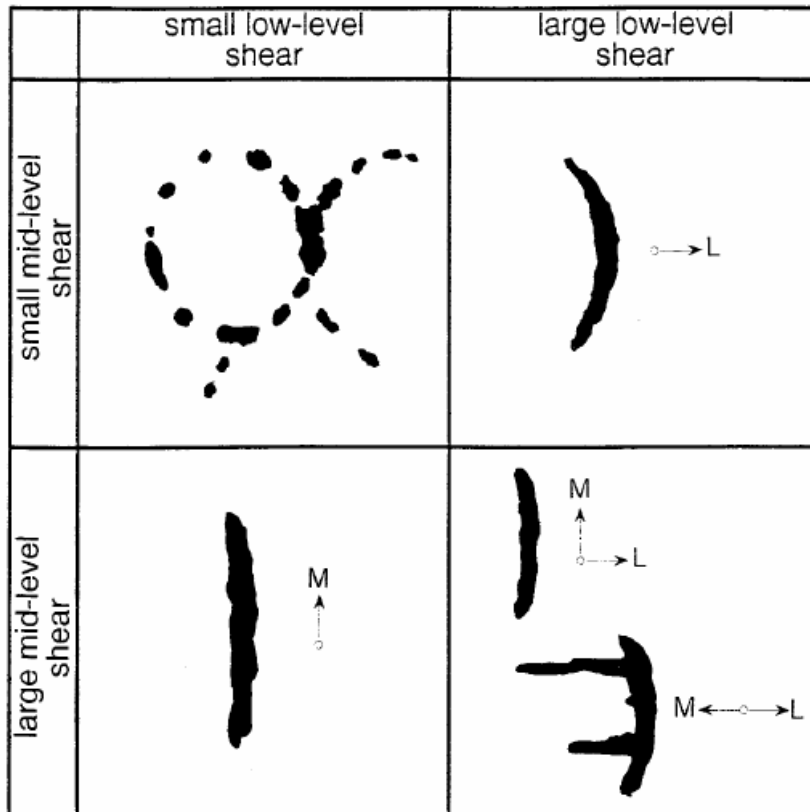 small low-level
shear
large low-level
shear
small mid-level
shear
L
large mid-level
shear
M
M
L
M
L